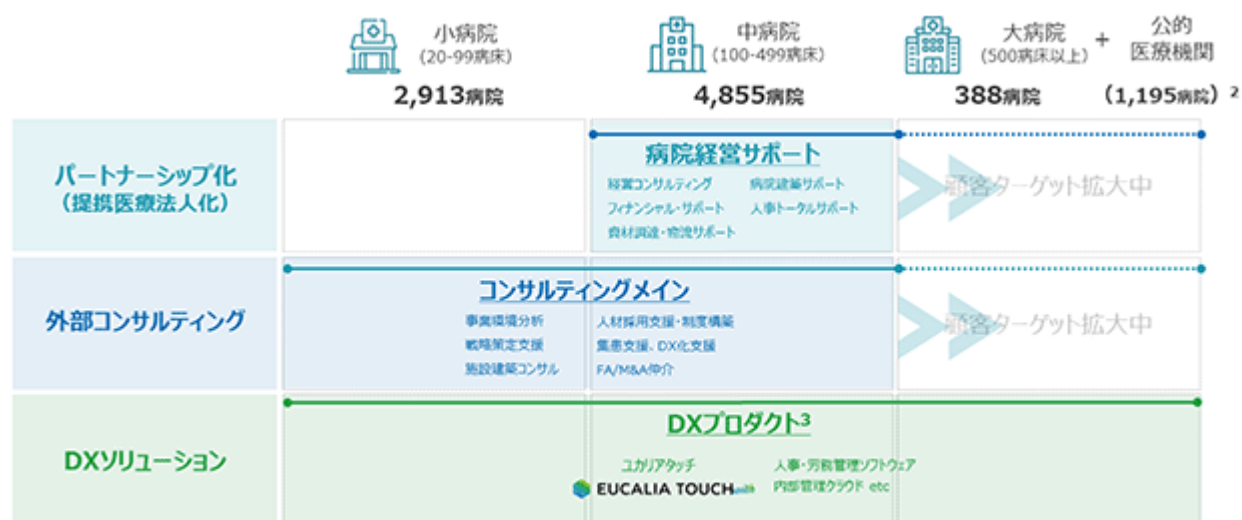 小病院
(20-99病床)
2,913病院
中病院
(100-499病床)
4,855病院
大病院
(500病床以上)
388病院
+
公的
医療機関
(1,195病院) 2
パートナーシップ化
(提携医療法人化)
病院経営サポート
経営コンサルティング 病院建築サポート
フィナンシャル・サポート 人事トータルサポート
資材調達・物流サポート
顧客ターゲット拡大中
外部コンサルティング
コンサルティングメイン
事業環境分析 人材採用支援・制度構築
戦略策定支援 集患支援、DX化支援
施設建築コンサル FA/M&A仲介
顧客ターゲット拡大中
DXソリューション
DXプロダクト3
ユカリアタッチ 人事・労務管理ソフトウェア
EUCALIA TOUCH 内部管理クラウド etc